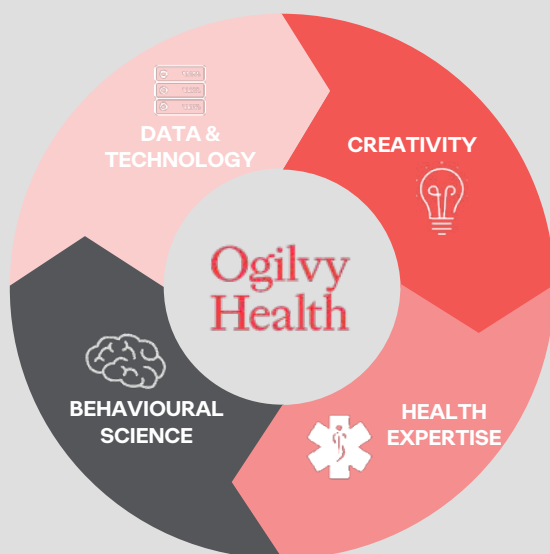 DATA &
TECHNOLOGY
CREATIVITY
Ogilvy
Health
BEHAVIOURAL
SCIENCE
HEALTH
EXPERTISE